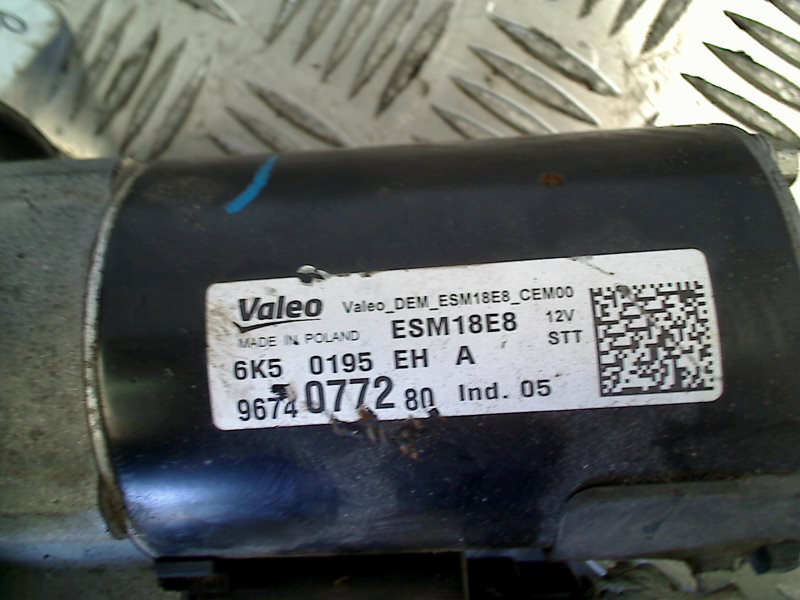 Valeo Valeo_DEM_ESM18E8_CEM00
MADE IN POLAND ESM18E8 12V
STT
6K5 0195 EH A
9674 0772 80 Ind. 05